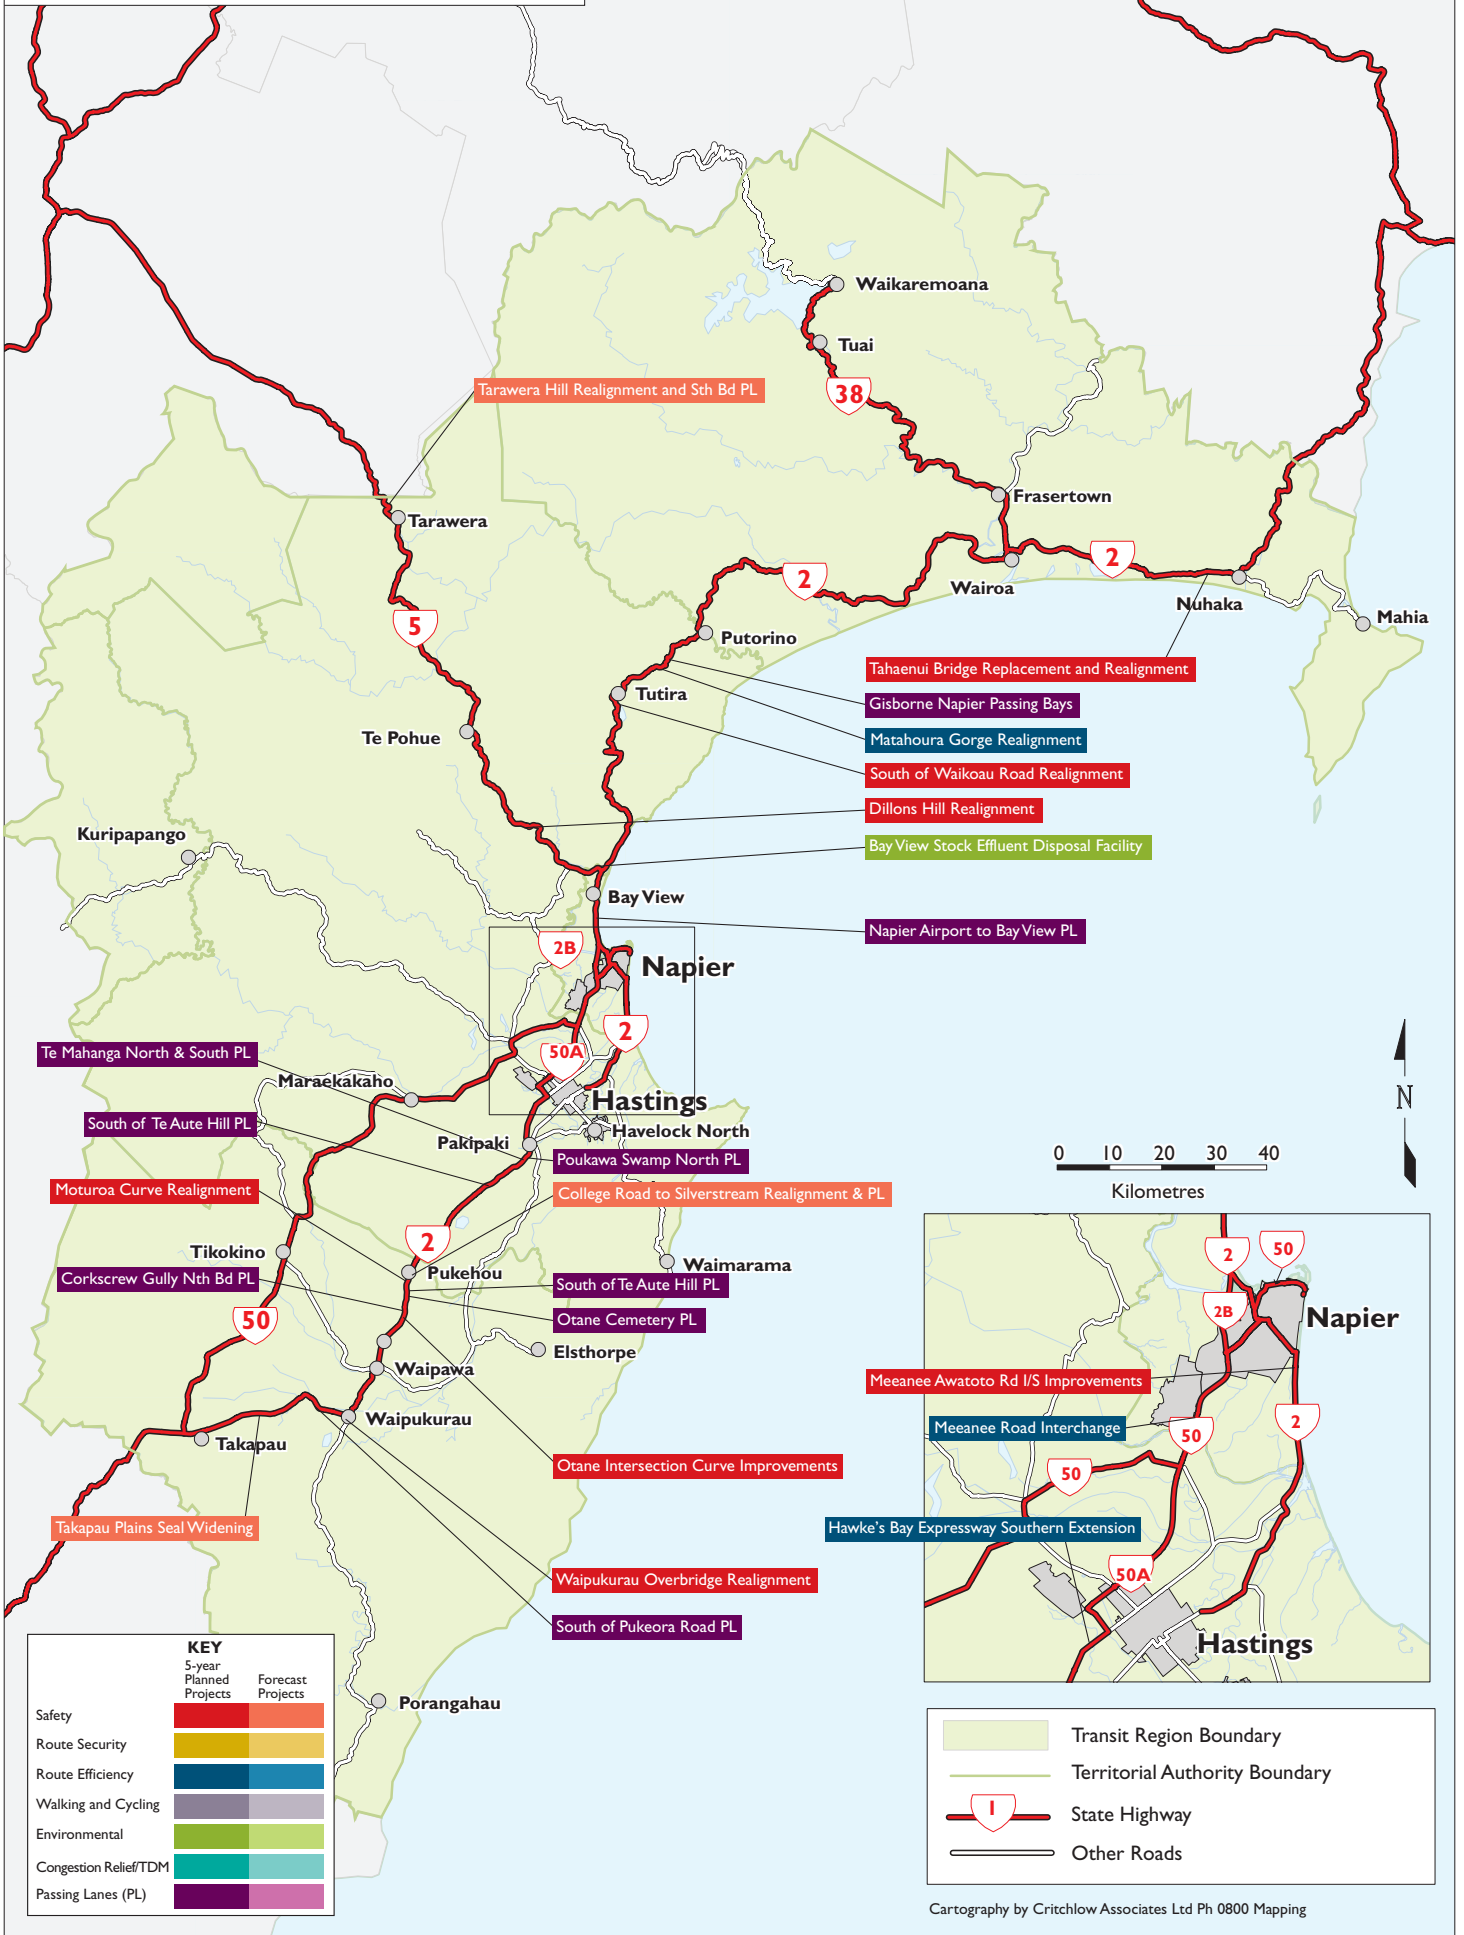 Waikaremoana
Tuai
38
Tarawera Hill Realignment and Sth Bd PL
Frasertown
Tarawera
2
2
Wairoa
Nuhaka
Mahia
5
Putorino
Tahaenui Bridge Replacement and Realignment
Tutira
Gisborne Napier Passing Bays
Te Pohue
Matahoura Gorge Realignment
South of Waikoau Road Realignment
Dillons Hill Realignment
Kuripapango
Bay View Stock Effluent Disposal Facility
Bay View
Napier Airport to Bay View PL
2B
Napier
2
50A
Te Mahanga North & South PL
Maraekakaho
Hastings
South of Te Aute Hill PL
Havelock North
Pakipaki
Poukawa Swamp North PL
Moturoa Curve Realignment
College Road to Silverstream Realignment & PL
2
Tikokino
Waimarama
Pukehou
Corkscrew Gully Nth Bd PL
South of Te Aute Hill PL
50
Otane Cemetery PL
Elsthorpe
Waipawa
Waipukurau
Takapau
Otane Intersection Curve Improvements
Takapau Plains Seal Widening
Waipukurau Overbridge Realignment
South of Pukeora Road PL
Porangahau
N
0 10 20 30 40
Kilometres
2
50
2B
Napier
Meeanee Awatoto Rd I/S Improvements
Meeanee Road Interchange
2
50
50
Hawke's Bay Expressway Southern Extension
50A
Hastings
KEY
5-year
Planned
Projects
Forecast
Projects
Safety
Route Security
Route Efficiency
Walking and Cycling
Environmental
Congestion Relief/TDM
Passing Lanes (PL)
Transit Region Boundary
Territorial Authority Boundary
1
State Highway
Other Roads
Cartography by Critchlow Associates Ltd Ph 0800 Mapping